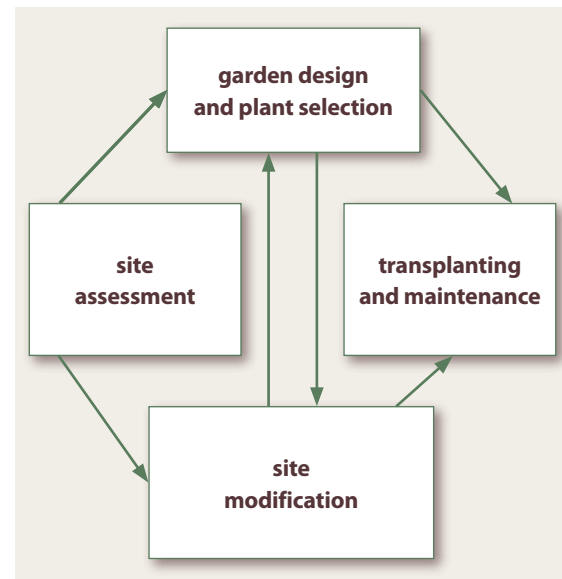 garden design
and plant selection
site
assessment
transplanting
and maintenance
site
modification